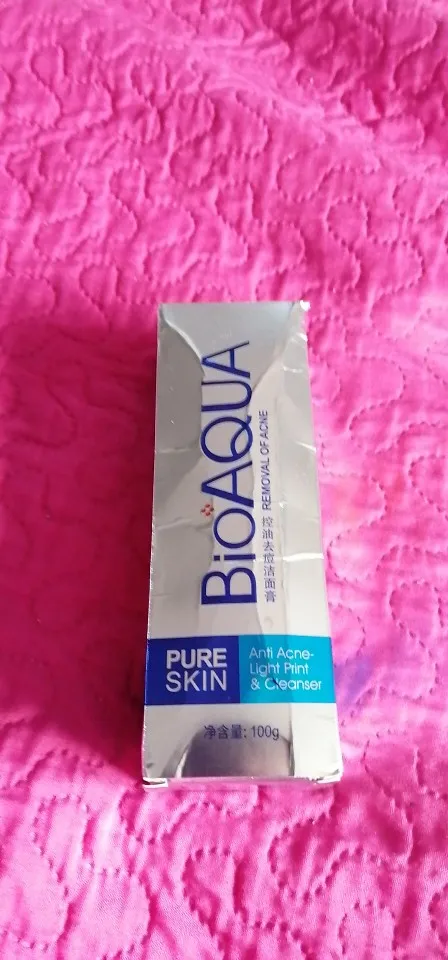 BIOAQUA
REMOVAL OF ACNE
控油去痘洁面膏
PURE
SKIN
Anti Acne-
Light Print
& Cleanser
净含量: 100g